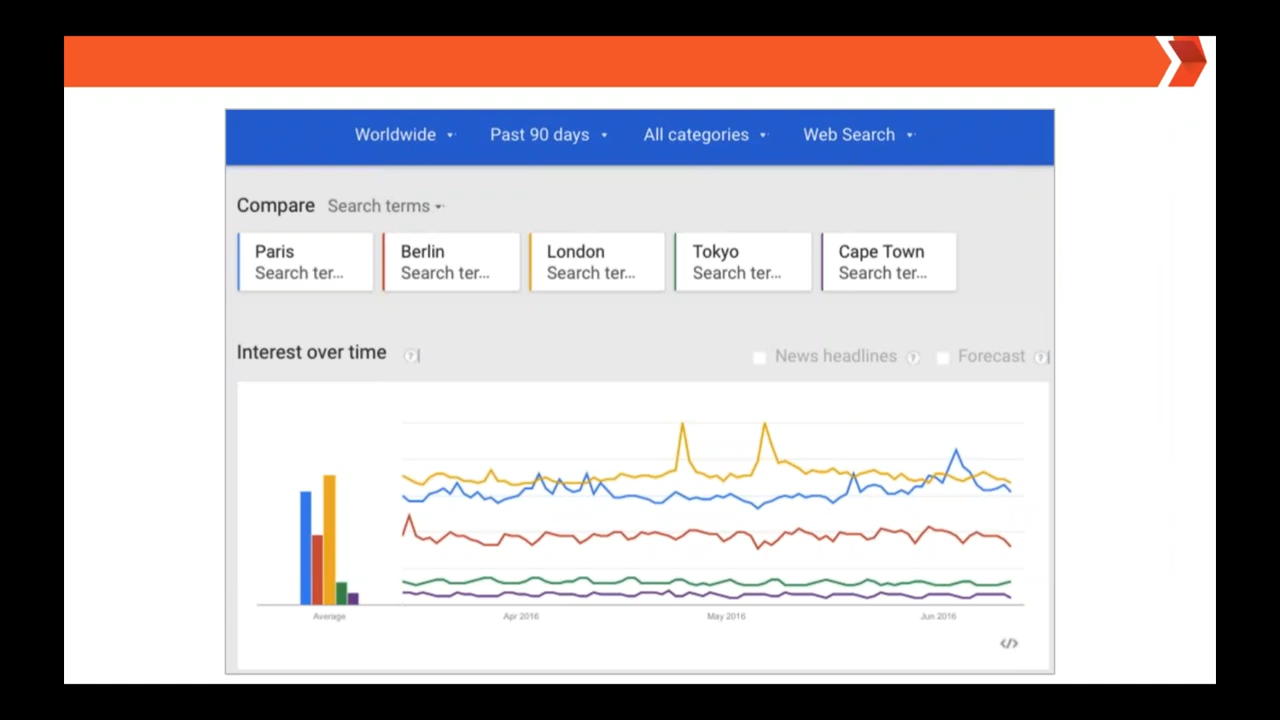 Worldwide Past 90 days All categories Web Search
Compare Search terms
Paris Berlin London Tokyo Cape Town
Search ter... Search ter... Search ter... Search ter... Search ter...
Interest over time ? News headlines ? Forecast ?
Average Apr 2016 May 2016 Jun 2016
</>